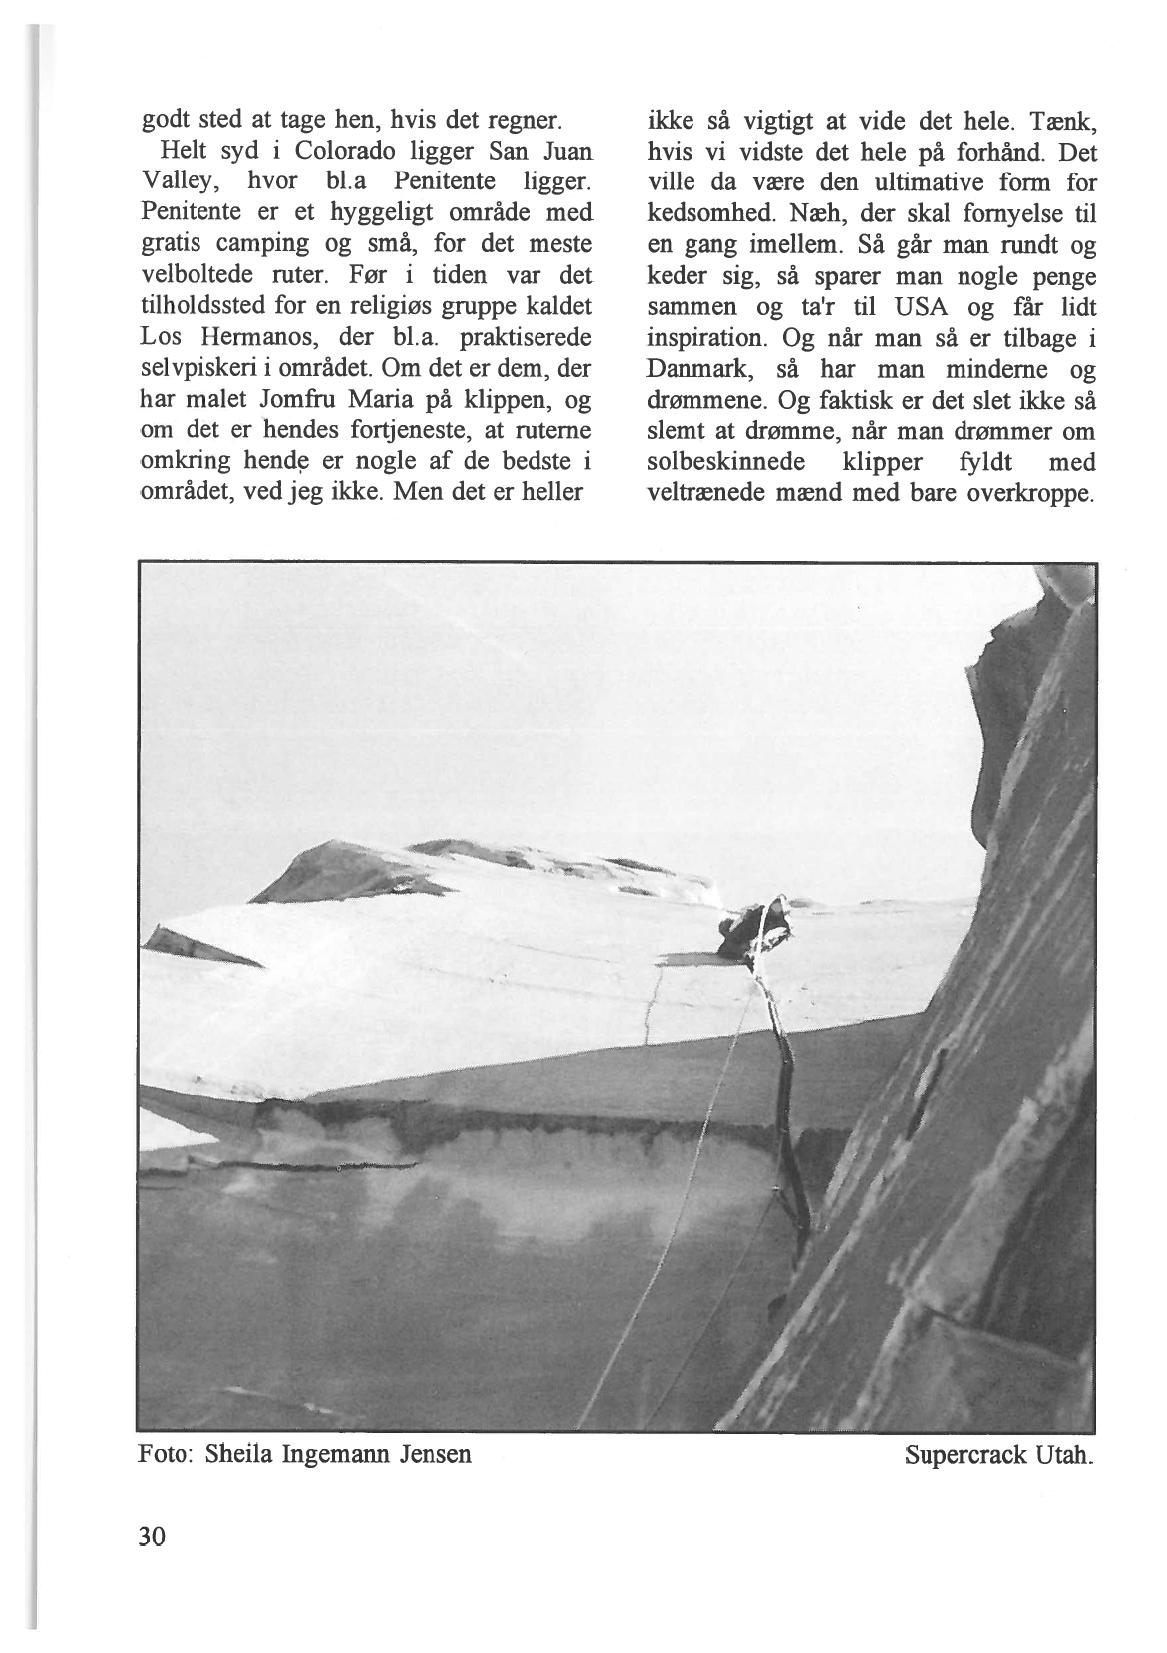 godt sted at tage hen, hvis det regner.
Helt syd i Colorado ligger San Juan
Valley, hvor bl.a Penitente ligger.
Penitente er et hyggeligt område med
gratis camping og små, for det meste
velboltede ruter. Før i tiden var det
tilholdssted for en religiøs gruppe kaldet
Los Hermanos, der bl.a. praktiserede
selvpiskeri i området. Om det er dem, der
har malet Jomfru Maria på klippen, og
om det er hendes fortjeneste, at ruterne
omkring hende er nogle af de bedste i
området, ved jeg ikke. Men det er heller
ikke så vigtigt at vide det hele. Tænk,
hvis vi vidste det hele på forhånd. Det
ville da være den ultimative form for
kedsomhed. Næh, der skal fornyelse til
en gang imellem. Så går man rundt og
keder sig, så sparer man nogle penge
sammen og ta'r til USA og får lidt
inspiration. Og når man så er tilbage i
Danmark, så har man minderne og
drømmene. Og faktisk er det slet ikke så
slemt at drømme, når man drømmer om
solbeskinnede klipper fyldt med
veltrænede mænd med bare overkroppe.
Foto: Sheila Ingemann Jensen
Supercrack Utah.
30